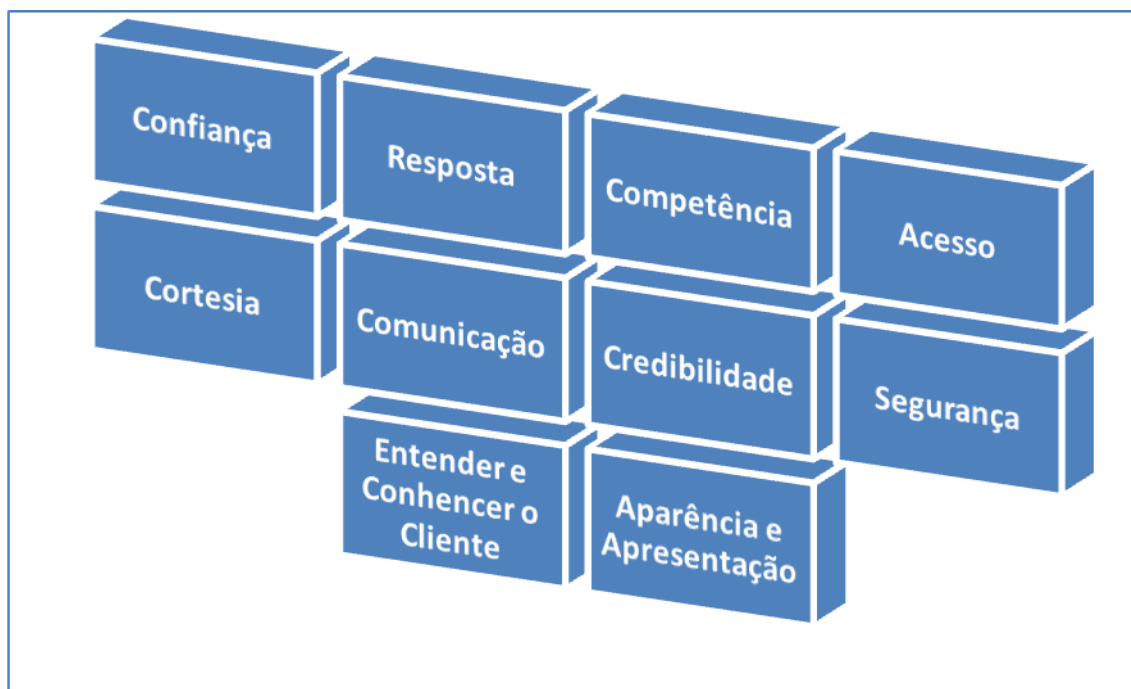 Confiança
Resposta
Competência
Acesso
Cortesia
Comunicação
Credibilidade
Segurança
Entender e
Conhencer o
Cliente
Aparência e
Apresentação